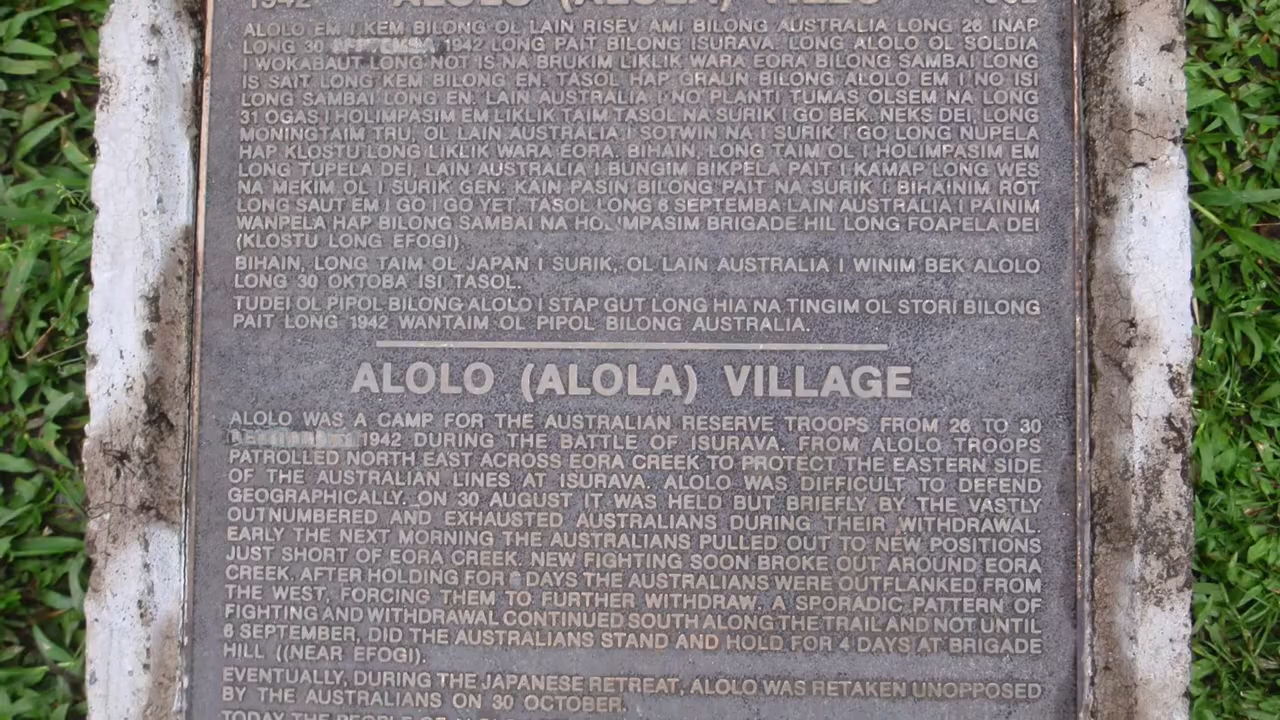 1942 ALOLO (ALOLA)
ALOLO EM I KEM BILONG OL LAIN RISEV AMI BILONG AUSTRALIA LONG 26 INAP
LONG 30 1942 LONG PAIT BILONG ISURAVA. LONG ALOLO OL SOLDIA
I WOKABAUT LONG NOT IS NA BRUKIM LIKLIK WARA EORA BILONG SAMBAI LONG
IS SAIT LONG KEM BILONG EN. TASOL HAP GRAUN BILONG ALOLO EM I NO ISI
LONG SAMBAI LONG EN. LAIN AUSTRALIA I NO PLANTI TUMAS OLSEM NA LONG
31 OGAS I HOLIMPASIM EM LIKLIK TAIM TASOL NA SURIK I GO BEK. NEKS DEI, LONG
MONINGTAIM TRU, OL LAIN AUSTRALIA I SOTWIN NA I SURIK I GO LONG NUPELA
HAP KLOSTU LONG LIKLIK WARA EORA. BIHAIN, LONG TAIM OL I HOLIMPASIM EM
LONG TUPELA DEI, LAIN AUSTRALIA I BUNGIM BIKPELA PAIT I KAMAP LONG WES
NA MEKIM OL I SURIK GEN. KAIN PASIN BILONG PAIT NA SURIK I BIHAINIM ROT
LONG SAUT EM I GO I GO YET, TASOL LONG 6 SEPTEMBA LAIN AUSTRALIA I PAINIM
WANPELA HAP BILONG SAMBAI NA HOLIMPASIM BRIGADE HIL LONG FOAPELA DEI
(KLOSTU LONG EFOGI)
BIHAIN, LONG TAIM OL JAPAN I SURIK, OL LAIN AUSTRALIA I WINIM BEK ALOLO
LONG 30 OKTOBA ISI TASOL.
TUDEI OL PIPOL BILONG ALOLO I STAP GUT LONG HIA NA TINGIM OL STORI BILONG
PAIT LONG 1942 WANTAIM OL PIPOL BILONG AUSTRALIA.
ALOLO (ALOLA) VILLAGE
ALOLO WAS A CAMP FOR THE AUSTRALIAN RESERVE TROOPS FROM 26 TO 30
1942 DURING THE BATTLE OF ISURAVA. FROM ALOLO TROOPS
PATROLLED NORTH EAST ACROSS EORA CREEK TO PROTECT THE EASTERN SIDE
OF THE AUSTRALIAN LINES AT ISURAVA. ALOLO WAS DIFFICULT TO DEFEND
GEOGRAPHICALLY. ON 30 AUGUST IT WAS HELD BUT BRIEFLY BY THE VASTLY
OUTNUMBERED AND EXHAUSTED AUSTRALIANS DURING THEIR WITHDRAWAL.
EARLY THE NEXT MORNING THE AUSTRALIANS PULLED OUT TO NEW POSITIONS
JUST SHORT OF EORA CREEK. NEW FIGHTING SOON BROKE OUT AROUND EORA
CREEK. AFTER HOLDING FOR DAYS THE AUSTRALIANS WERE OUTFLANKED FROM
THE WEST, FORCING THEM TO FURTHER WITHDRAW. A SPORADIC PATTERN OF
FIGHTING AND WITHDRAWAL CONTINUED SOUTH ALONG THE TRAIL AND NOT UNTIL
6 SEPTEMBER, DID THE AUSTRALIANS STAND AND HOLD FOR 4 DAYS AT BRIGADE
HILL ((NEAR EFOGI).
EVENTUALLY, DURING THE JAPANESE RETREAT, ALOLO WAS RETAKEN UNOPPOSED
BY THE AUSTRALIANS ON 30 OCTOBER.
TODAY THE PEOPLE OF